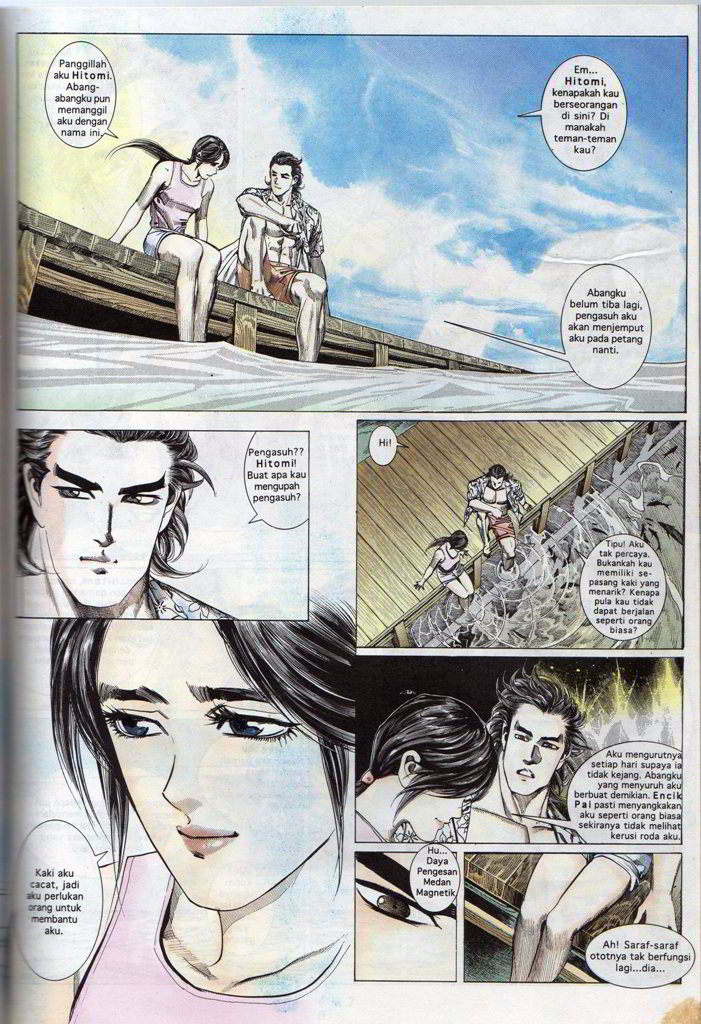 Panggillah
aku Hitomi.
Abang-
abangku pun
memanggil
aku dengan
nama ini.
Em...
Hitomi,
kenapakah kau
berseorangan
di sini? Di
manakah
teman-teman
kau?
Abangku
belum tiba lagi,
pengasuh aku
akan menjemput
aku pada petang
nanti.
Pengasuh??
Hitomi!
Buat apa kau
mengupah
pengasuh?
Kaki aku
cacat, jadi
aku perlukan
orang untuk
membantu
aku.
Hi!
Tipu! Aku
tak percaya.
Bukankah kau
memiliki se-
pasang kaki yang
menarik? Kenapa
pula kau tidak
dapat berjalan
seperti orang
biasa?
Aku mengurutnya
setiap hari supaya ia
tidak kejang. Abangku
yang menyuruh aku
berbuat demikian. Encik
Pai pasti menyangkakan
aku seperti orang biasa
sekiranya tidak melihat
kerusi roda aku.
Hu...
Daya
Pengesan
Medan
Magnetik
Ah! Saraf-saraf
ototnya tak berfungsi
lagi...dia...